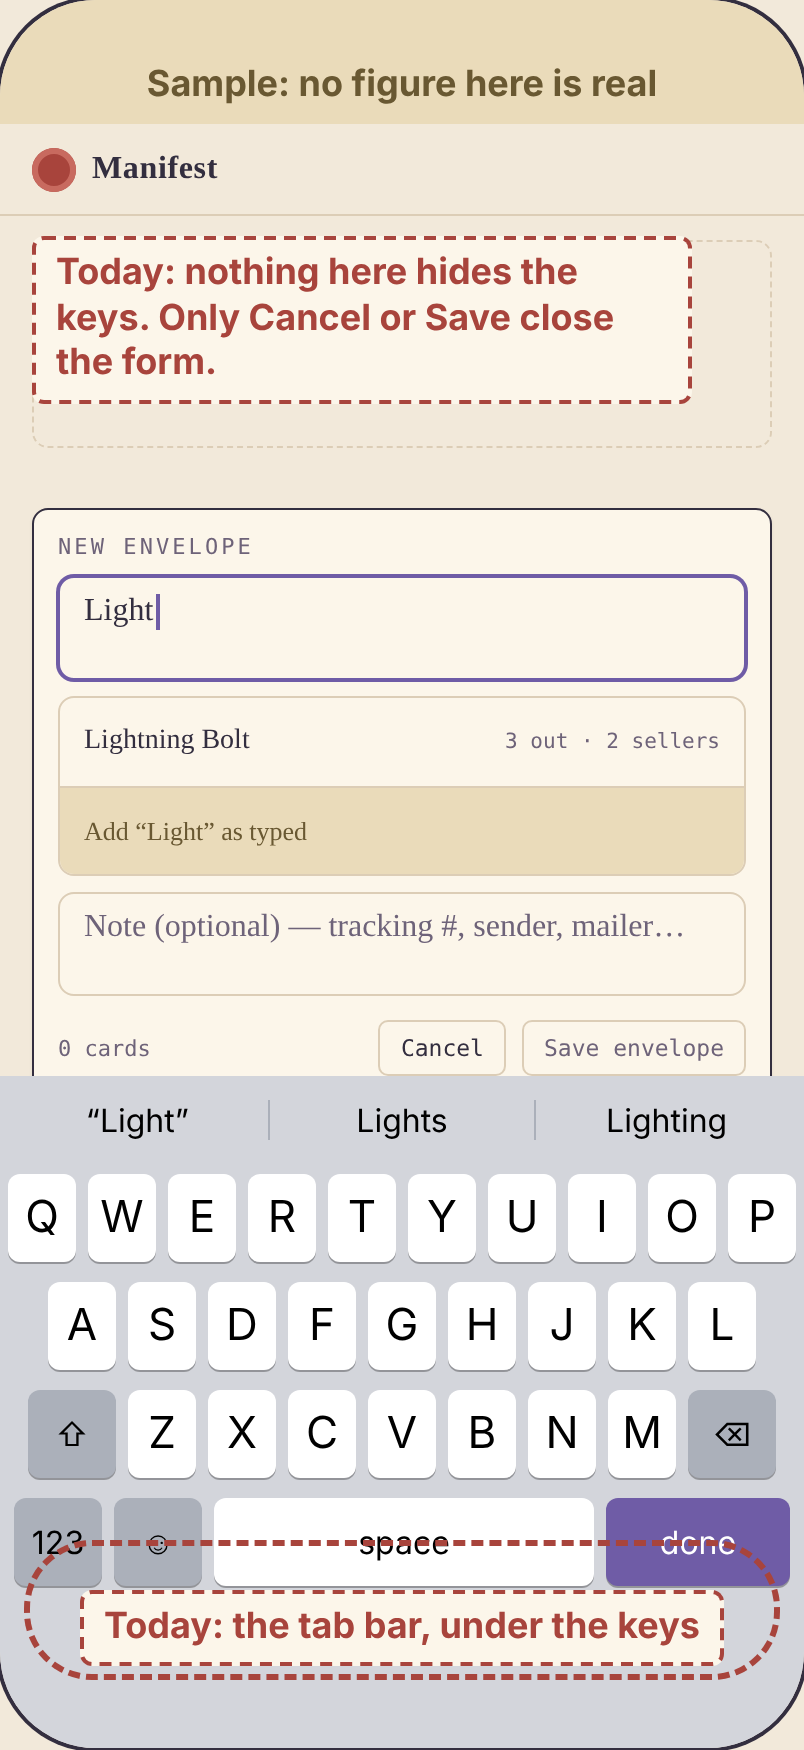 Sample: no figure here is real
Manifest
Today: nothing here hides the
keys. Only Cancel or Save close
the form.
NEW ENVELOPE
Light
Lightning Bolt
3 out · 2 sellers
Add “Light” as typed
Note (optional) — tracking #, sender, mailer…
0 cards
Cancel
Save envelope
“Light”
Lights
Lighting
Q W E R T Y U I O P
A S D F G H J K L
Z X C V B N M
123
space
done
Today: the tab bar, under the keys